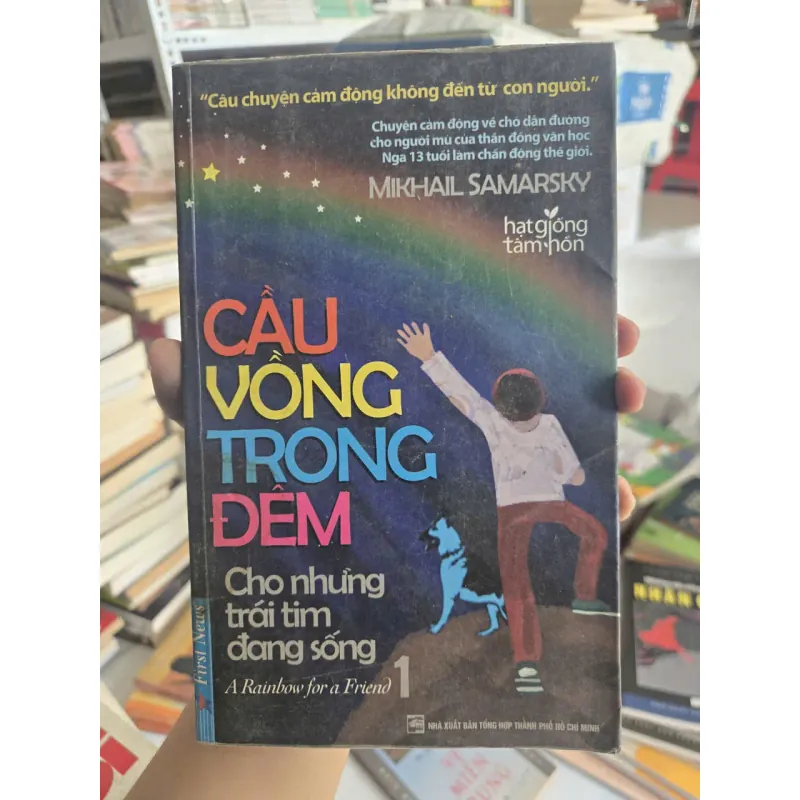 "Câu chuyện cảm động không đến từ con người."
Chuyện cảm động về chó dẫn đường
cho người mù của thần đồng văn học
Nga 13 tuổi làm chấn động thế giới.
MIKHAIL SAMARSKY
hạt giống
tâm hồn
CẦU
VỒNG
TRONG
ĐÊM
Cho những
trái tim
đang sống 1
A Rainbow for a Friend
First News
NHÀ XUẤT BẢN TỔNG HỢP THÀNH PHỐ HỒ CHÍ MINH